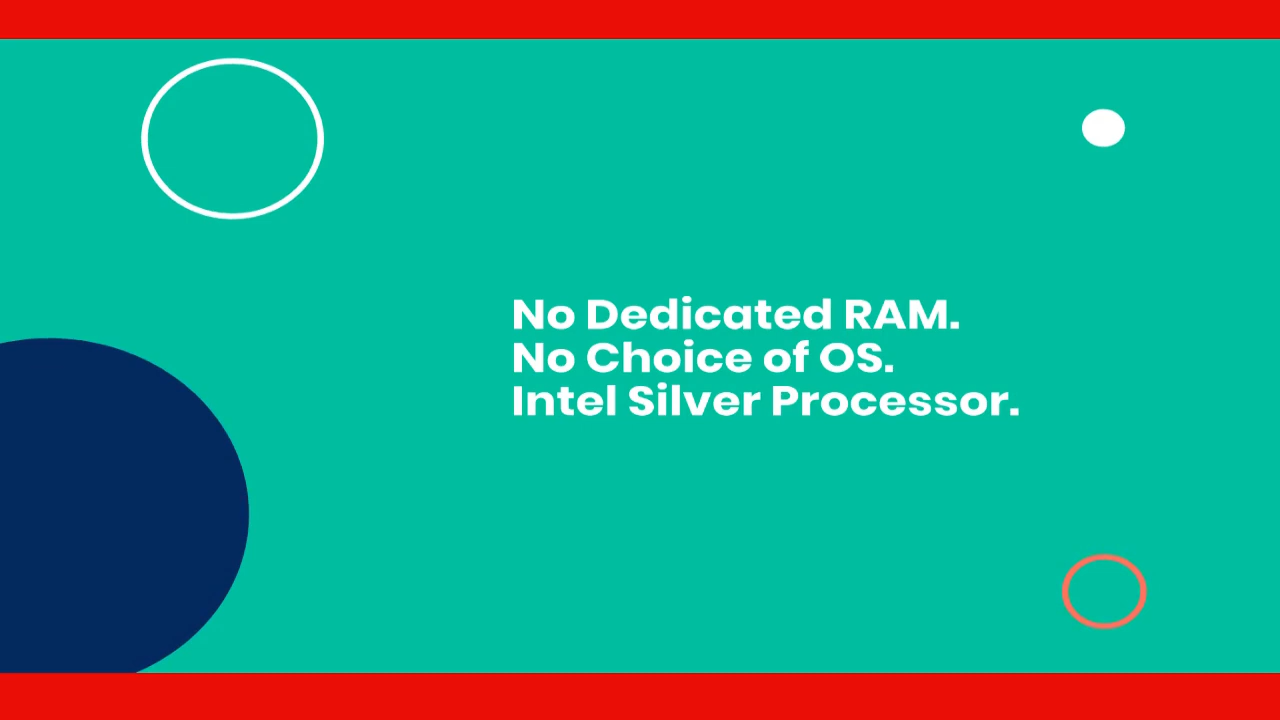 No Dedicated RAM.
No Choice of OS.
Intel Silver Processor.